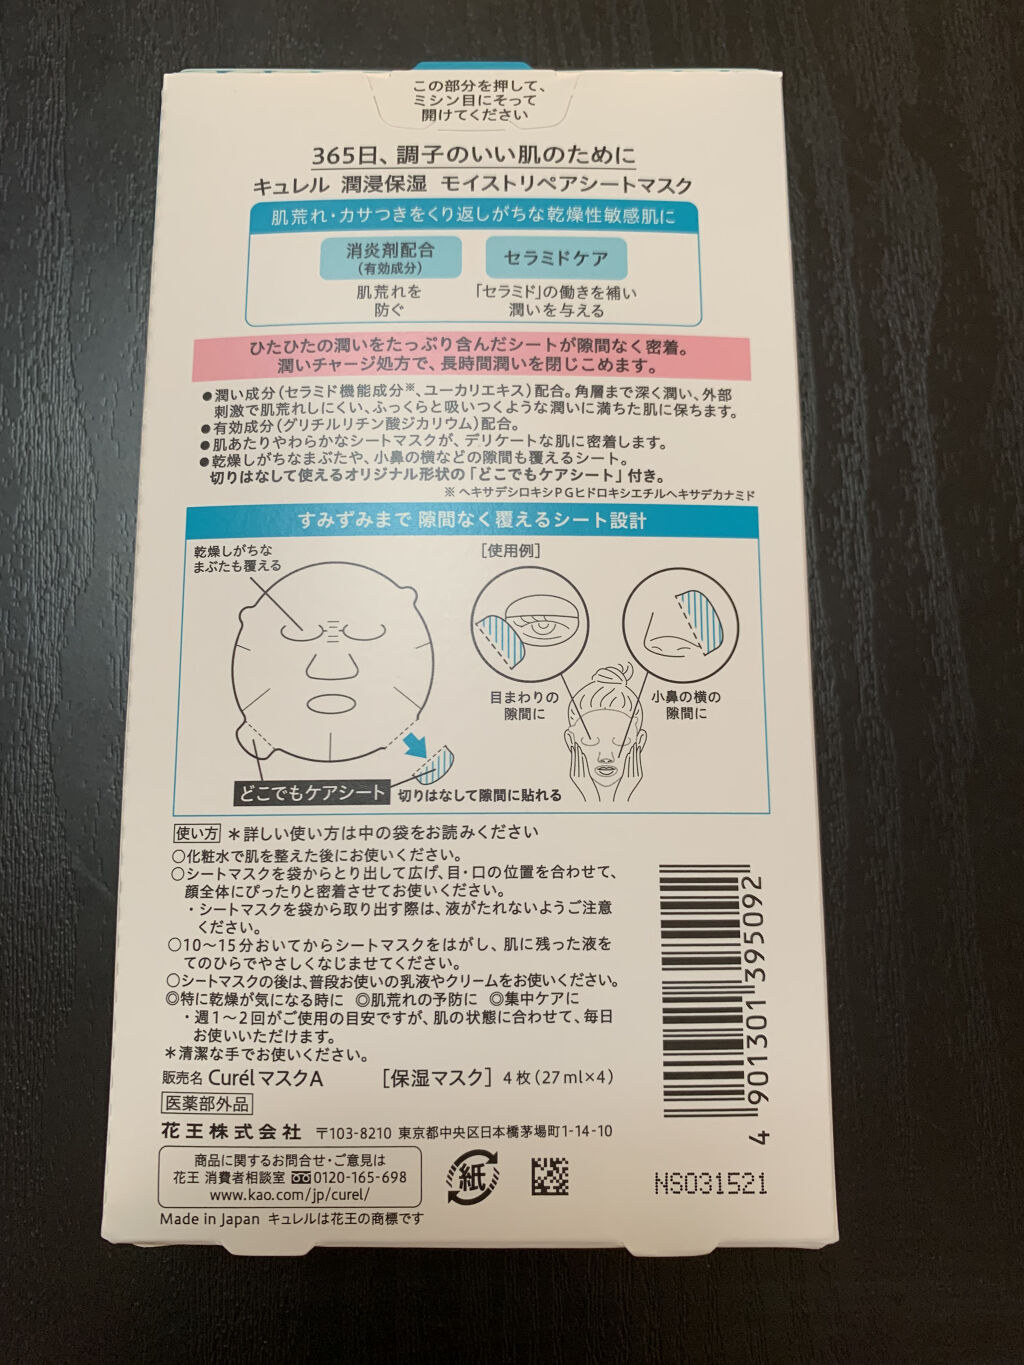 この部分を押して、
ミシン目にそって
開けてください
365日、調子のいい肌のために
キュレル 潤浸保湿 モイストリペアシートマスク
肌荒れ・カサつきをくり返しがちな乾燥性敏感肌に
消炎剤配合
(有効成分)
肌荒れを
防ぐ
セラミドケア
「セラミド」の働きを補い
潤いを与える
ひたひたの潤いをたっぷり含んだシートが隙間なく密着。
潤いチャージ処方で、長時間潤いを閉じこめます。
●潤い成分(セラミド機能成分※、ユーカリエキス)配合。角層まで深く潤い、外部
刺激で肌荒れしにくい、ふっくらと吸いつくような潤いに満ちた肌に保ちます。
●有効成分(グリチルリチン酸ジカリウム)配合。
●肌あたりやわらかなシートマスクが、デリケートな肌に密着します。
●乾燥しがちなまぶたや、小鼻の横などの隙間も覆えるシート。
切りはなして使えるオリジナル形状の「どこでもケアシート」付き。
※ ヘキサデシロキシPGヒドロキシエチルヘキサデカナミド
すみずみまで 隙間なく覆えるシート設計
乾燥しがちな
まぶたも覆える
[使用例]
目まわりの
隙間に
小鼻の横の
隙間に
どこでもケアシート
切りはなして隙間に貼れる
使い方 ＊詳しい使い方は中の袋をお読みください
○化粧水で肌を整えた後にお使いください。
○シートマスクを袋からとり出して広げ、目・口の位置を合わせて、
顔全体にぴったりと密着させてお使いください。
・シートマスクを袋から取り出す際は、液がたれないようご注意
ください。
○10〜15分おいてからシートマスクをはがし、肌に残った液を
てのひらでやさしくなじませてください。
○シートマスクの後は、普段お使いの乳液やクリームをお使いください。
◎特に乾燥が気になる時に ◎肌荒れの予防に ◎集中ケアに
・週1〜2回がご使用の目安ですが、肌の状態に合わせて、毎日
お使いいただけます。
＊清潔な手でお使いください。
販売名 Curél マスクA [保湿マスク] 4枚(27ml×4)
医薬部外品
花王株式会社 〒103-8210 東京都中央区日本橋茅場町1-14-10
商品に関するお問合せ・ご意見は
花王 消費者相談室 0120-165-698
www.kao.com/jp/curel/
Made in Japan キュレルは花王の商標です
紙
4 901301 395092
NS031521